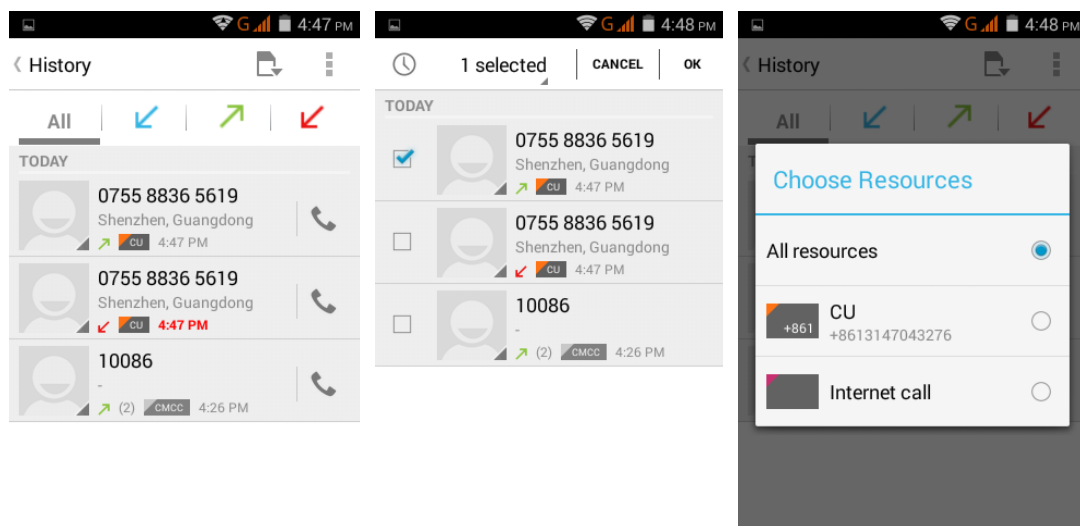 G 4:47 PM
History
All
TODAY
0755 8836 5619
Shenzhen, Guangdong
CU 4:47 PM
0755 8836 5619
Shenzhen, Guangdong
CU 4:47 PM
10086
-
(2) CMCC 4:26 PM
G 4:48 PM
1 selected CANCEL OK
TODAY
0755 8836 5619
Shenzhen, Guangdong
CU 4:47 PM
0755 8836 5619
Shenzhen, Guangdong
CU 4:47 PM
10086
-
(2) CMCC 4:26 PM
G 4:48 PM
History
All
Choose Resources
All resources
CU
+861 +8613147043276
Internet call